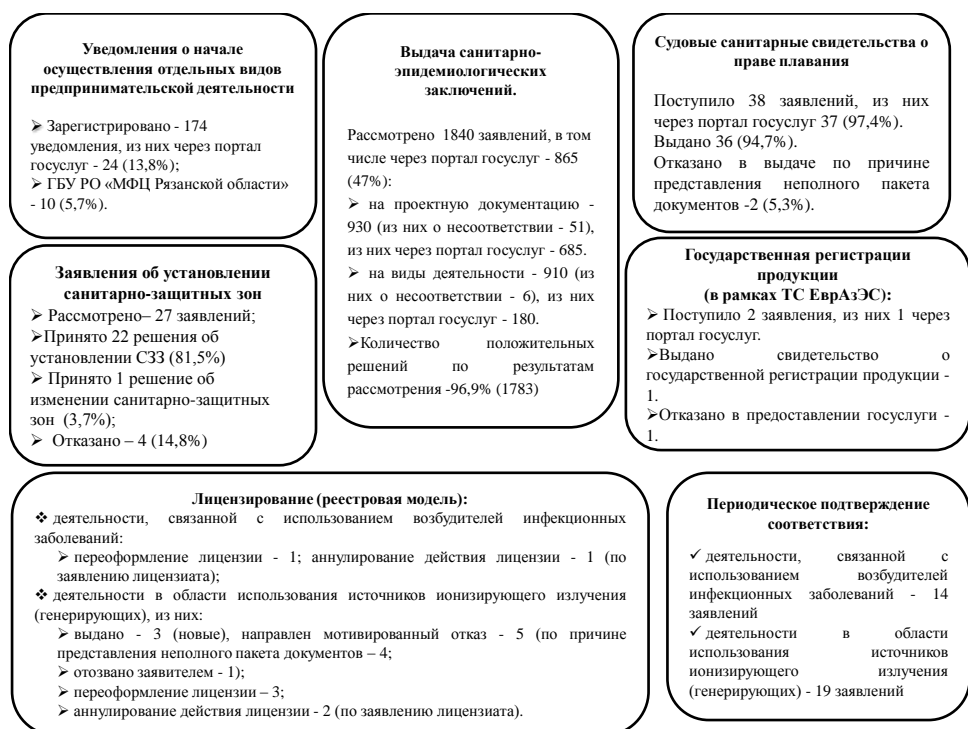 Уведомления о начале
осуществления отдельных видов
предпринимательской деятельности
➢ Зарегистрировано - 174
уведомления, из них через портал
госуслуг - 24 (13,8%);
➢ ГБУ РО «МФЦ Рязанской области»
- 10 (5,7%).
Заявления об установлении
санитарно-защитных зон
➢ Рассмотрено– 27 заявлений;
➢Принято 22 решения об
установлении СЗЗ (81,5%)
➢ Принято 1 решение об
изменении санитарно-защитных
зон (3,7%);
➢ Отказано – 4 (14,8%)
Выдача санитарно-
эпидемиологических
заключений.
Рассмотрено 1840 заявлений, в том
числе через портал госуслуг - 865
(47%):
➢ на проектную документацию -
930 (из них о несоответствии - 51),
из них через портал госуслуг - 685.
➢ на виды деятельности - 910 (из
них о несоответствии - 6), из них
через портал госуслуг - 180.
➢Количество положительных
решений по результатам
рассмотрения -96,9% (1783)
Судовые санитарные свидетельства о
праве плавания
Поступило 38 заявлений, из них
через портал госуслуг 37 (97,4%).
Выдано 36 (94,7%).
Отказано в выдаче по причине
представления неполного пакета
документов -2 (5,3%).
Государственная регистрации
продукции
(в рамках ТС ЕврАзЭС):
➢ Поступило 2 заявления, из них 1 через
портал госуслуг.
➢Выдано свидетельство о
государственной регистрации продукции -
1.
➢Отказано в предоставлении госуслуги -
1.
Лицензирование (реестровая модель):
❖ деятельности, связанной с использованием возбудителей инфекционных
заболеваний:
➢ переоформление лицензии - 1; аннулирование действия лицензии - 1 (по
заявлению лицензиата);
❖ деятельности в области использования источников ионизирующего излучения
(генерирующих), из них:
➢ выдано - 3 (новые), направлен мотивированный отказ - 5 (по причине
представления неполного пакета документов – 4;
➢ отозвано заявителем - 1);
➢ переоформление лицензии – 3;
➢ аннулирование действия лицензии - 2 (по заявлению лицензиата).
Периодическое подтверждение
соответствия:
✓ деятельности, связанной с
использованием возбудителей
инфекционных заболеваний - 14
заявлений
✓ деятельности в области
использования источников
ионизирующего излучения
(генерирующих) - 19 заявлений